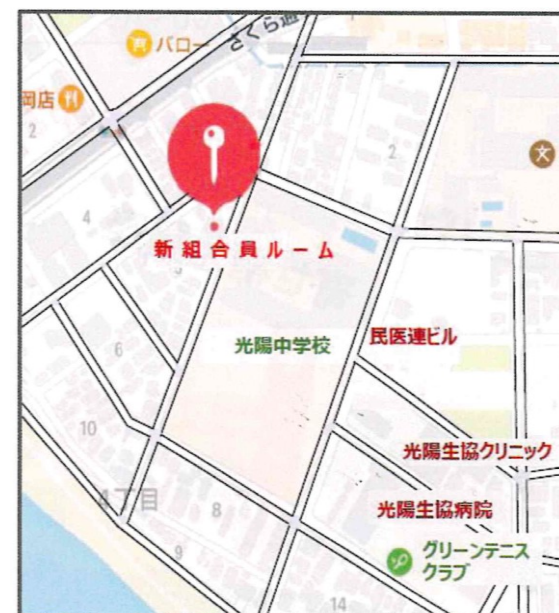 バロー
さくら通
岡店
2
2
文
4
新組合員ルーム
光陽中学校
民医連ビル
6
10
光陽生協クリニック
4丁目
8
光陽生協病院
9
グリーンテニス
クラブ
14